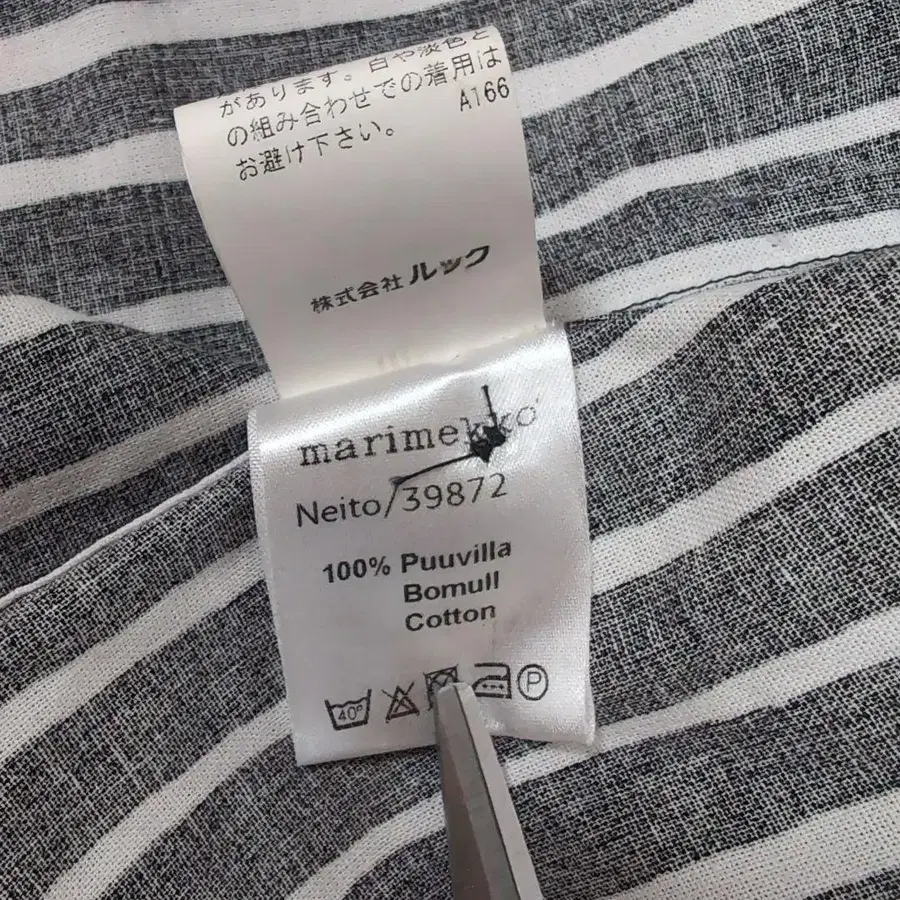 があります。白や淡色と
の組み合わせでの着用は
お避け下さい。
A166
株式会社 ルック
marimekko
Neito/39872
100% Puuvilla
Bomull
Cotton
40°
P